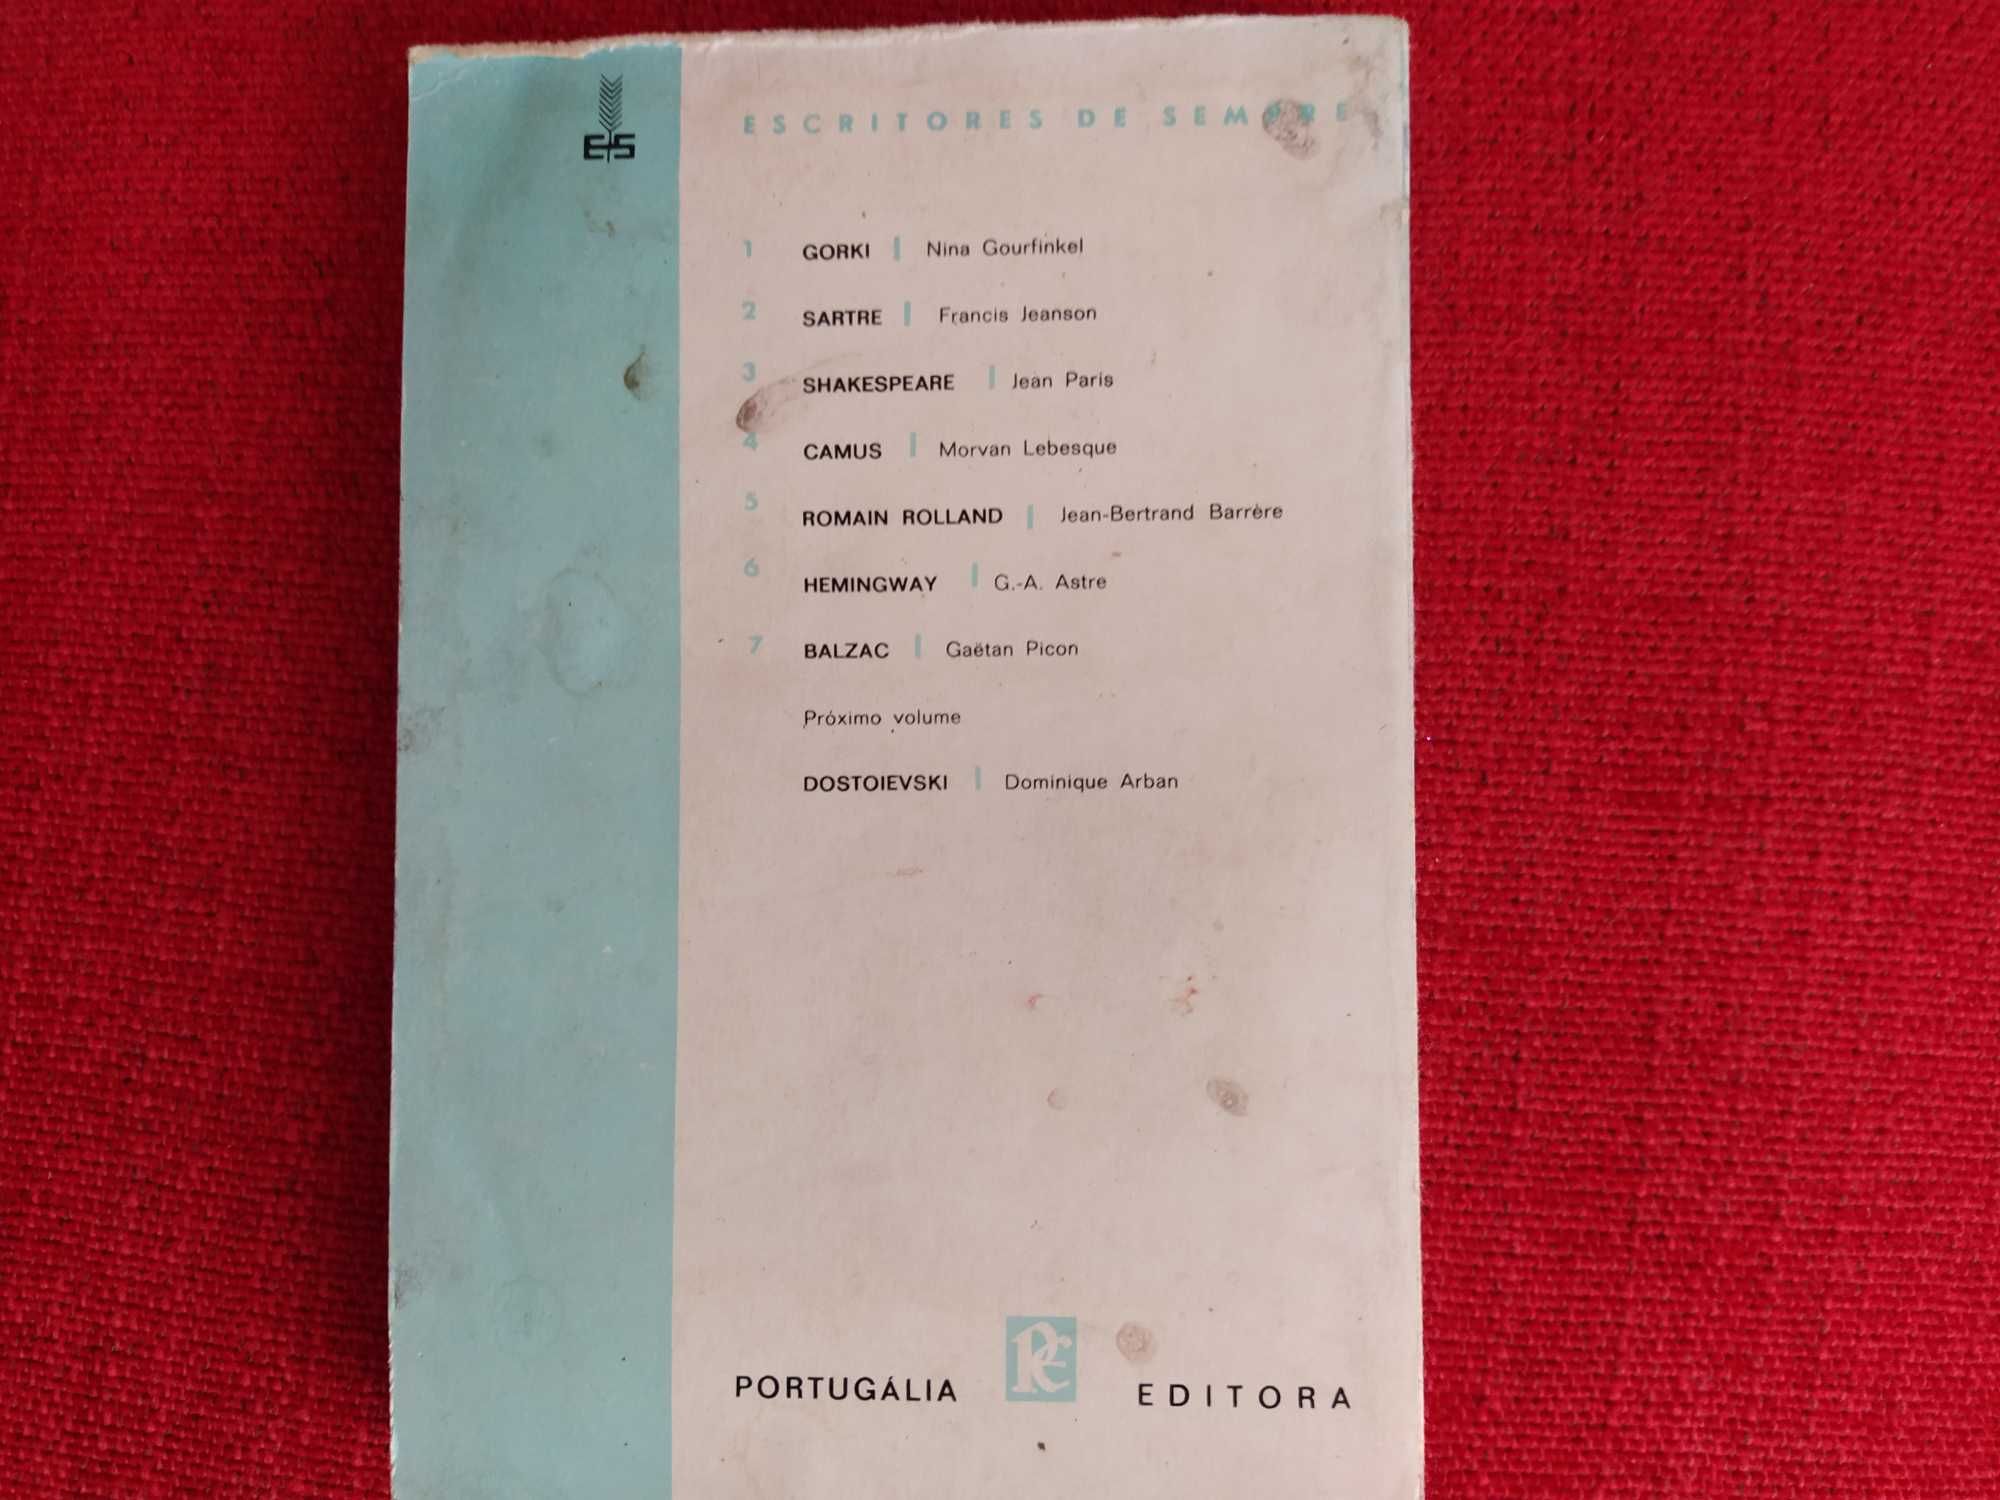 E+S
ESCRITORES DE SEMPRE
1 GORKI | Nina Gourfinkel
2 SARTRE | Francis Jeanson
3 SHAKESPEARE | Jean Paris
4 CAMUS | Morvan Lebesque
5 ROMAIN ROLLAND | Jean-Bertrand Barrère
6 HEMINGWAY | G.-A. Astre
7 BALZAC | Gaëtan Picon
Próximo volume
DOSTOIEVSKI | Dominique Arban
PORTUGÁLIA PE EDITORA